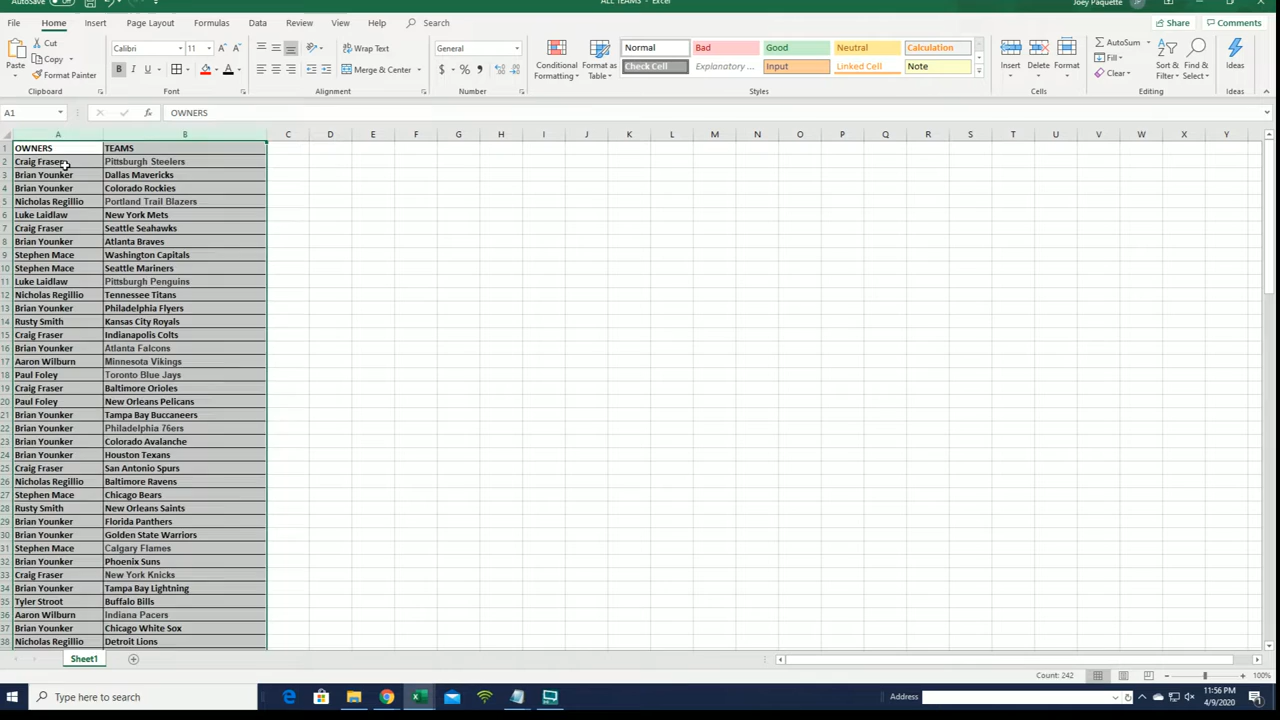 AutoSave Off ALL TEAMS - Excel Joey Paquette JP
File Home Insert Page Layout Formulas Data Review View Help Search Share Comments
Paste Cut Copy Format Painter Clipboard
Calibri 11 A A B I U A Font
Wrap Text Merge & Center Alignment
General $ % , Number
Conditional Formatting Format as Table
Normal Bad Good Neutral Calculation
Check Cell Explanatory ... Input Linked Cell Note
Styles
Insert Delete Format Cells
AutoSum Fill Clear Sort & Filter Find & Select Editing
Ideas Ideas
A1 fx OWNERS
A B C D E F G H I J K L M N O P Q R S T U V W X Y
1 OWNERS TEAMS
2 Craig Fraser Pittsburgh Steelers
3 Brian Younker Dallas Mavericks
4 Brian Younker Colorado Rockies
5 Nicholas Regillio Portland Trail Blazers
6 Luke Laidlaw New York Mets
7 Craig Fraser Seattle Seahawks
8 Brian Younker Atlanta Braves
9 Stephen Mace Washington Capitals
10 Stephen Mace Seattle Mariners
11 Luke Laidlaw Pittsburgh Penguins
12 Nicholas Regillio Tennessee Titans
13 Brian Younker Philadelphia Flyers
14 Rusty Smith Kansas City Royals
15 Craig Fraser Indianapolis Colts
16 Brian Younker Atlanta Falcons
17 Aaron Wilburn Minnesota Vikings
18 Paul Foley Toronto Blue Jays
19 Craig Fraser Baltimore Orioles
20 Paul Foley New Orleans Pelicans
21 Brian Younker Tampa Bay Buccaneers
22 Brian Younker Philadelphia 76ers
23 Brian Younker Colorado Avalanche
24 Brian Younker Houston Texans
25 Craig Fraser San Antonio Spurs
26 Nicholas Regillio Baltimore Ravens
27 Stephen Mace Chicago Bears
28 Rusty Smith New Orleans Saints
29 Brian Younker Florida Panthers
30 Brian Younker Golden State Warriors
31 Stephen Mace Calgary Flames
32 Brian Younker Phoenix Suns
33 Craig Fraser New York Knicks
34 Brian Younker Tampa Bay Lightning
35 Tyler Stroot Buffalo Bills
36 Aaron Wilburn Indiana Pacers
37 Brian Younker Chicago White Sox
38 Nicholas Regillio Detroit Lions
Sheet1
Count: 242 100%
Type here to search Address 11:56 PM
4/9/2020